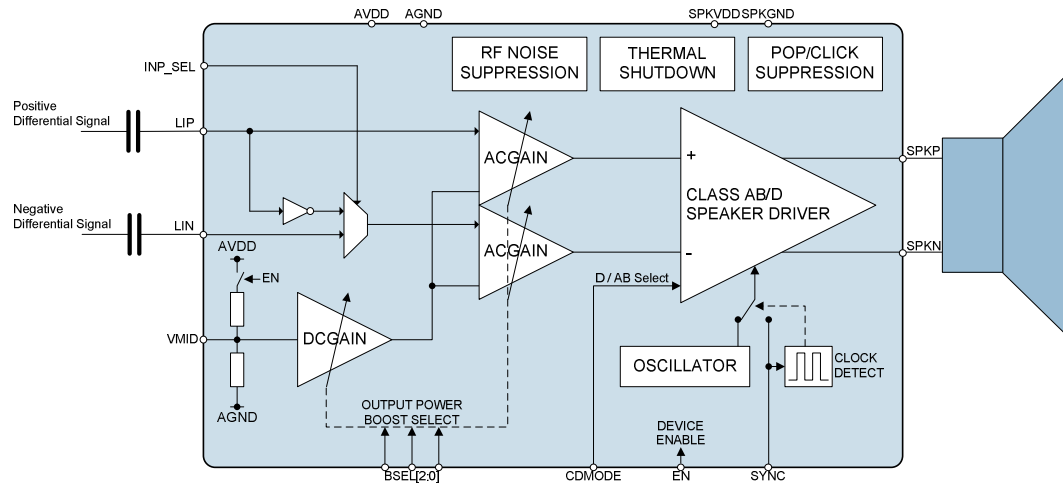 AVDD
AGND
SPKVDD
SPKGND
INP_SEL
RF NOISE
SUPPRESSION
THERMAL
SHUTDOWN
POP/CLICK
SUPPRESSION
Positive
Differential Signal
LIP
ACGAIN
+
CLASS AB/D
SPEAKER DRIVER
-
SPKP
Negative
Differential Signal
LIN
ACGAIN
SPKN
AVDD
EN
D / AB Select
VMID
DCGAIN
OSCILLATOR
CLOCK
DETECT
AGND
OUTPUT POWER
BOOST SELECT
DEVICE
ENABLE
BSEL[2:0]
CDMODE
EN
SYNC